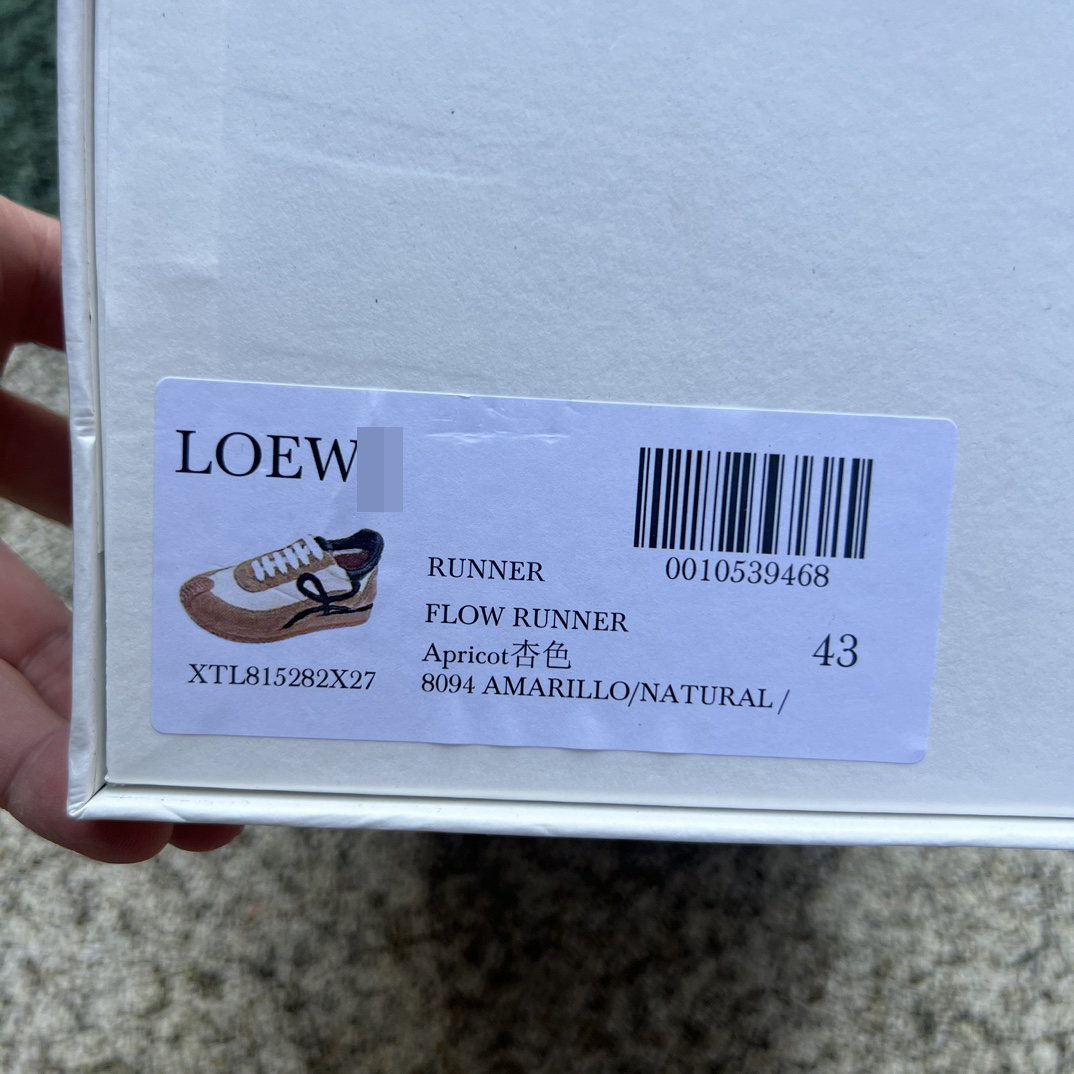 LOEW
0010539468
RUNNER
FLOW RUNNER
Apricot杏色
43
XTL815282X27
8094 AMARILLO/NATURAL /